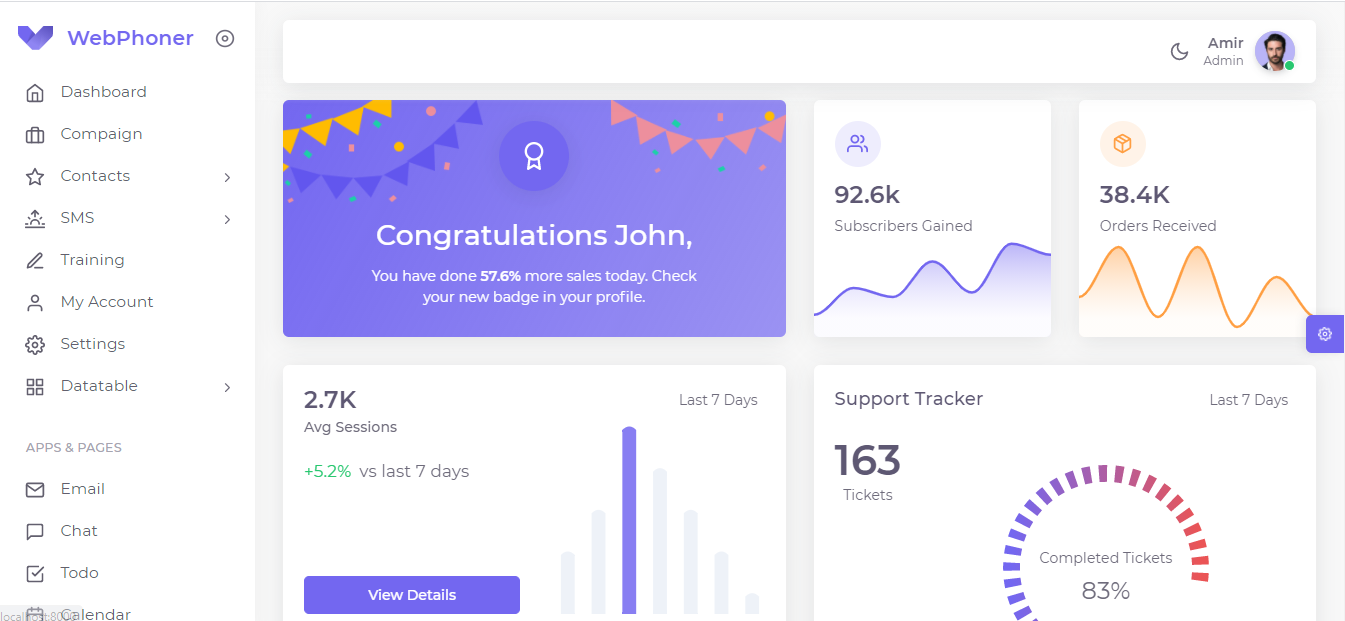 WebPhoner
Dashboard
Compaign
Contacts
SMS
Training
My Account
Settings
Datatable
APPS & PAGES
Email
Chat
Todo
Calendar
localhost:8000
Amir
Admin
Congratulations John,
You have done 57.6% more sales today. Check
your new badge in your profile.
92.6k
Subscribers Gained
38.4K
Orders Received
2.7K
Last 7 Days
Avg Sessions
+5.2% vs last 7 days
View Details
Support Tracker
Last 7 Days
163
Tickets
Completed Tickets
83%